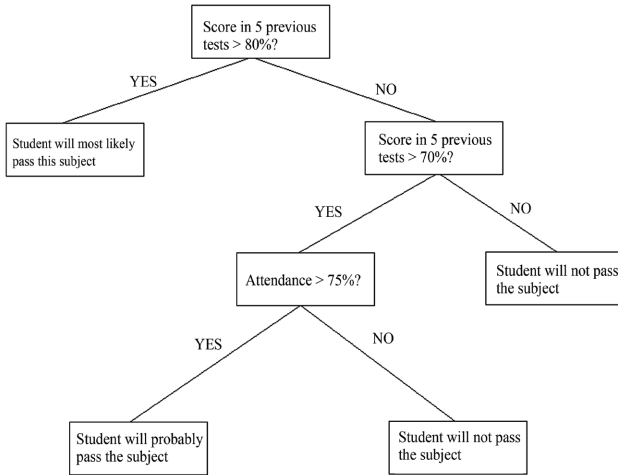 Score in 5 previous
tests > 80%?
YES
NO
Student will most likely
pass this subject
Score in 5 previous
tests > 70%?
YES
NO
Attendance > 75%?
Student will not pass
the subject
YES
NO
Student will probably
pass the subject
Student will not pass
the subject